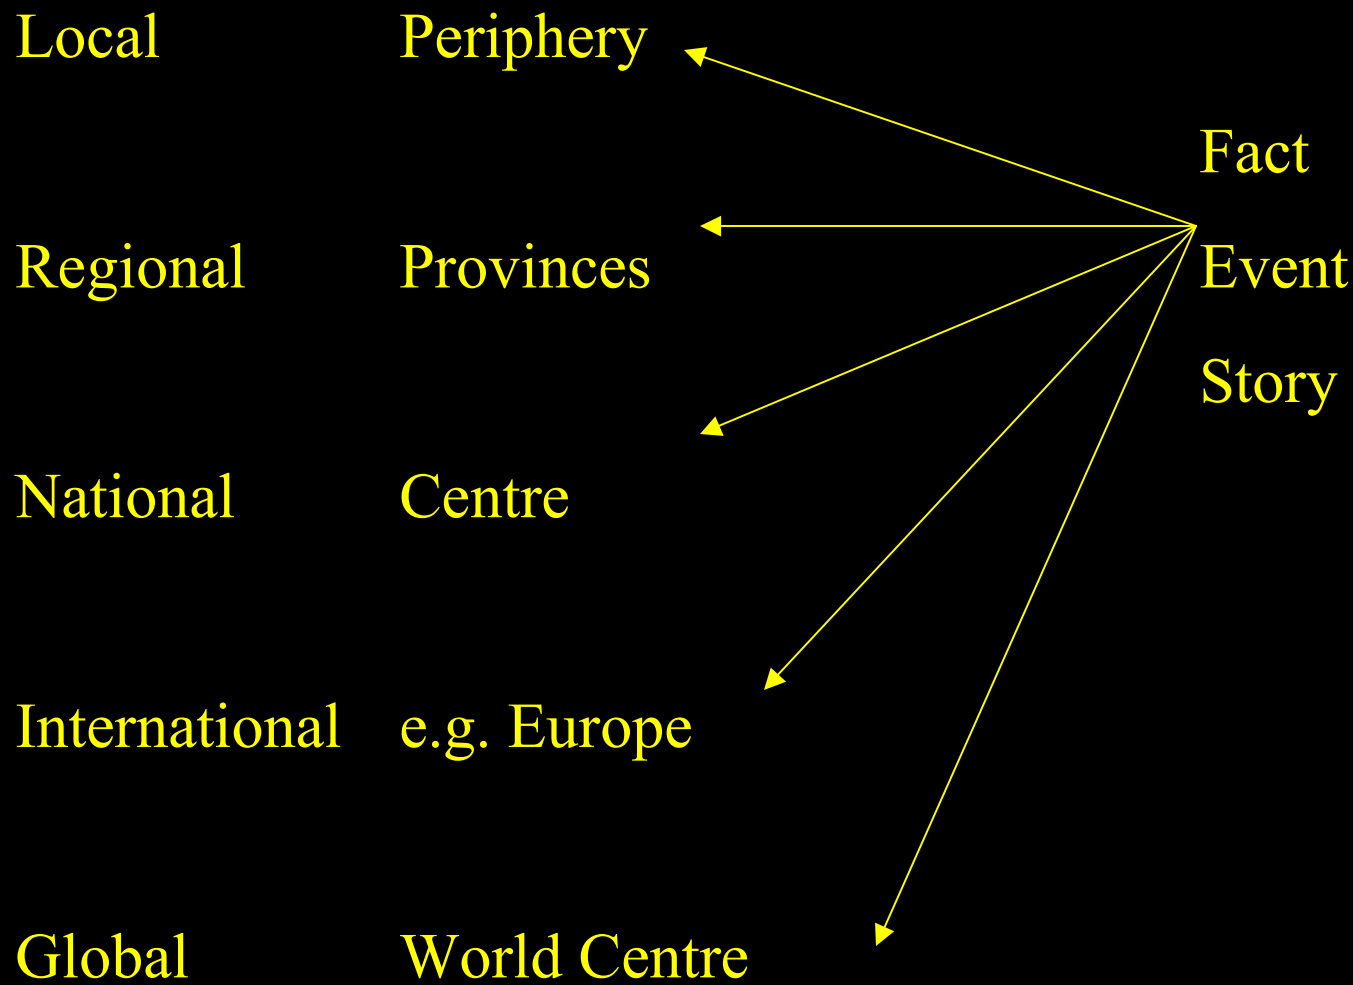 Local Periphery
Fact
Regional Provinces Event
Story
National Centre
International e.g. Europe
Global World Centre